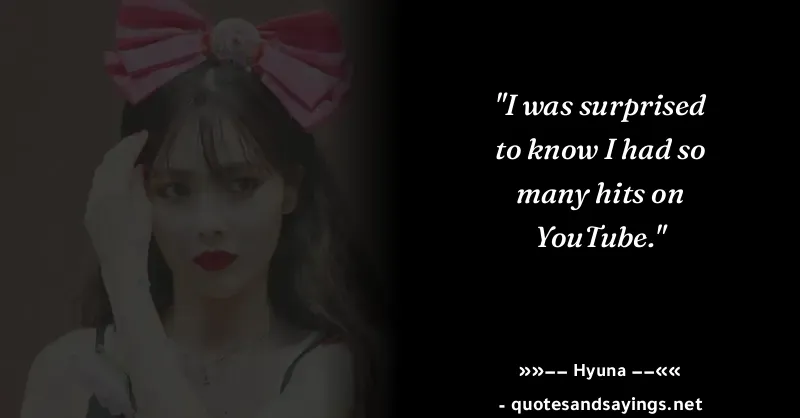 "I was surprised
to know I had so
many hits on
YouTube."
»»−− Hyuna −−««
- quotesandsayings.net